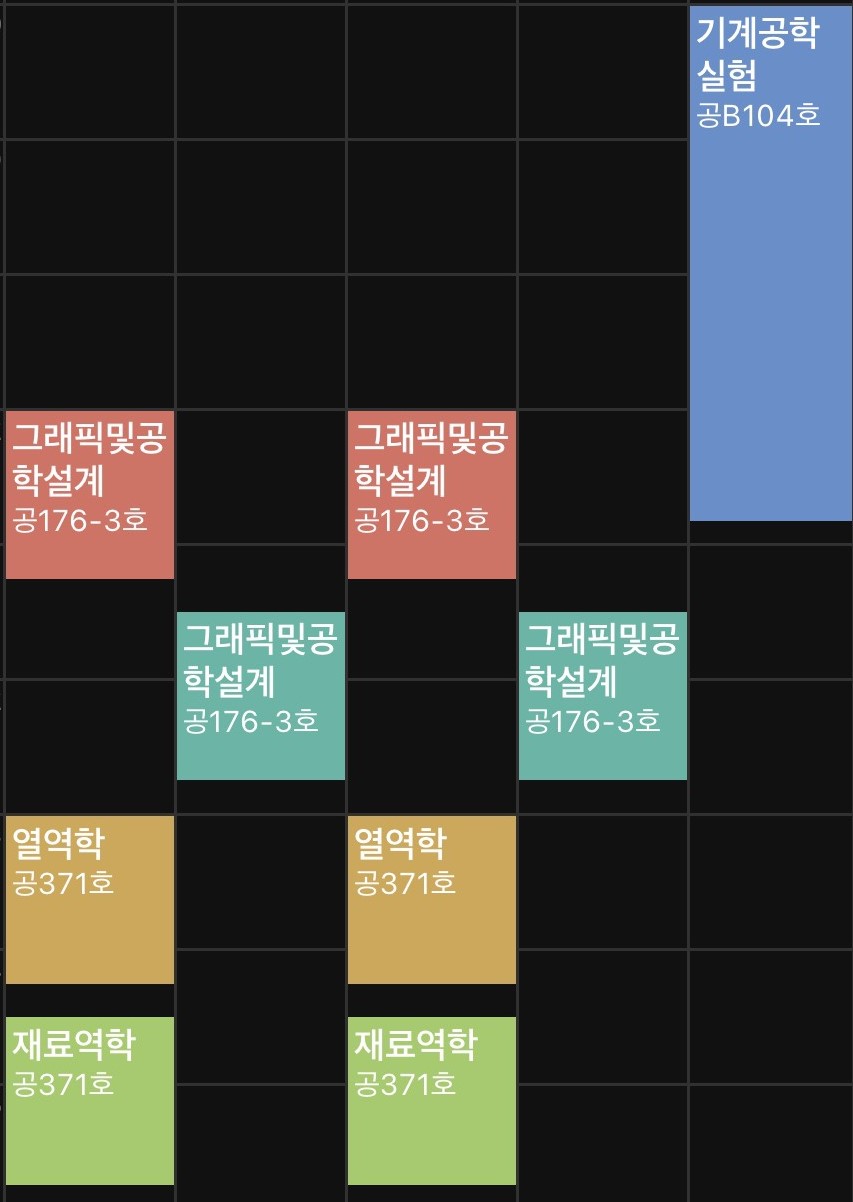 기계공학
실험
공B104호
그래픽및공
학설계
공176-3호
그래픽및공
학설계
공176-3호
그래픽및공
학설계
공176-3호
그래픽및공
학설계
공176-3호
열역학
공371호
열역학
공371호
재료역학
공371호
재료역학
공371호